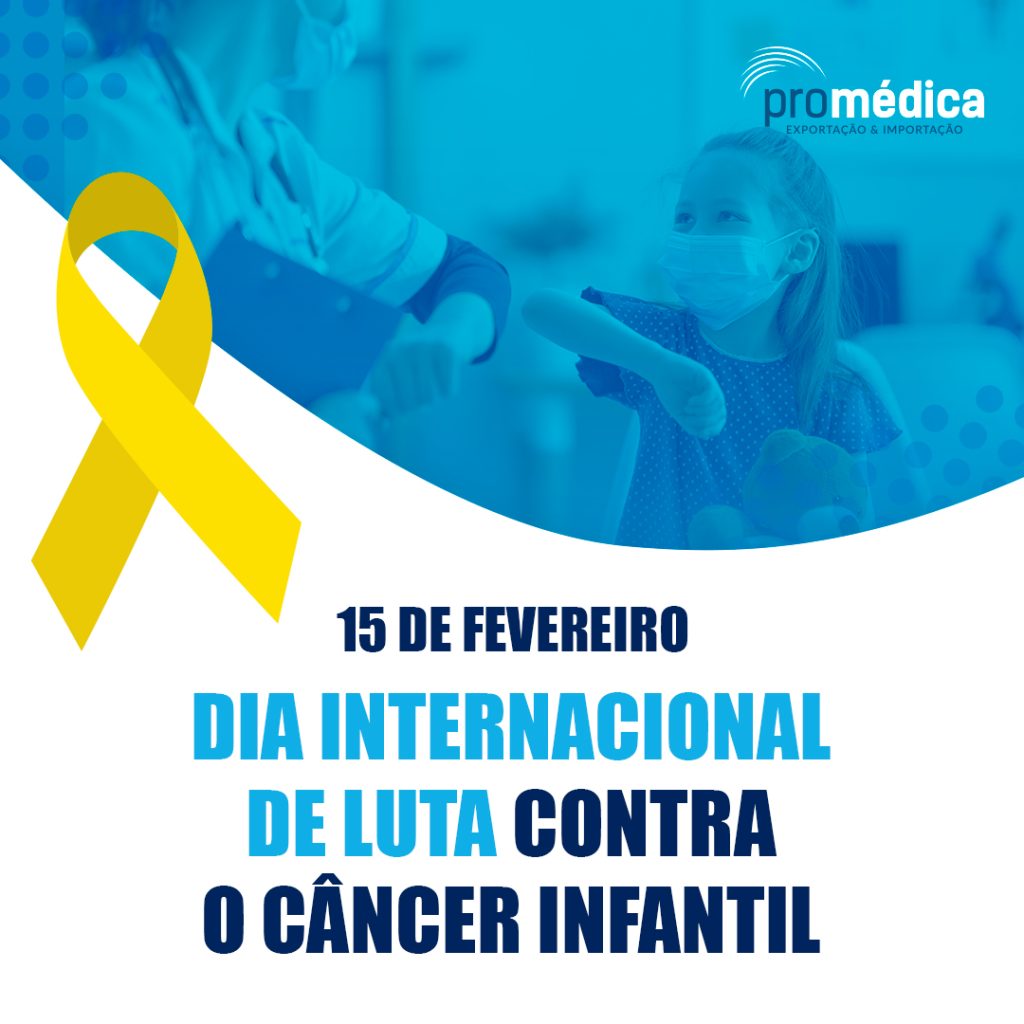 promédica
EXPORTAÇÃO & IMPORTAÇÃO
15 DE FEVEREIRO
DIA INTERNACIONAL
DE LUTA CONTRA
O CÂNCER INFANTIL